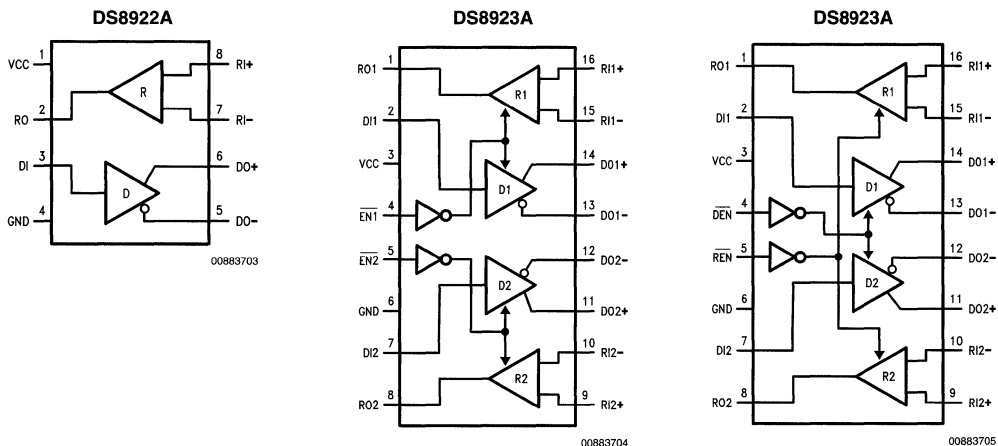 DS8922A
VCC 1
8 RI+
R
RO 2
7 RI-
DI 3
6 DO+
D
GND 4
5 DO-
00883703
DS8923A
RO1 1
16 RI1+
R1
DI1 2
15 RI1-
VCC 3
14 DO1+
D1
EN1 4
13 DO1-
EN2 5
12 DO2-
D2
GND 6
11 DO2+
DI2 7
10 RI2-
R2
RO2 8
9 RI2+
00883704
DS8923A
RO1 1
16 RI1+
R1
DI1 2
15 RI1-
VCC 3
14 DO1+
D1
DEN 4
13 DO1-
REN 5
12 DO2-
D2
GND 6
11 DO2+
DI2 7
10 RI2-
R2
RO2 8
9 RI2+
00883705